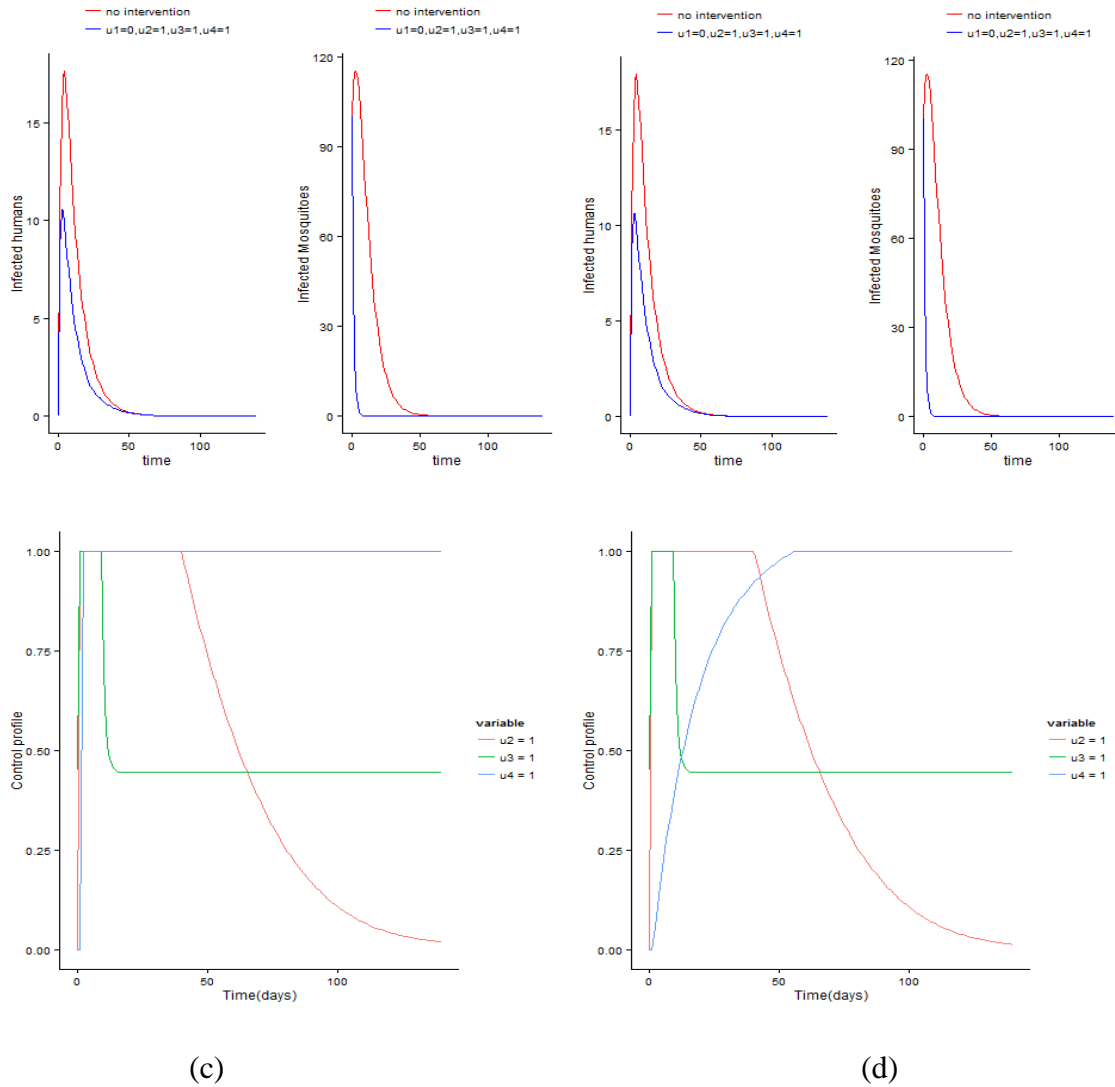 no intervention
u1=0,u2=1,u3=1,u4=1
15
10
5
0
Infected humans
0
50
100
time
no intervention
u1=0,u2=1,u3=1,u4=1
120
90
60
30
0
Infected Mosquitoes
0
50
100
time
no intervention
u1=0,u2=1,u3=1,u4=1
15
10
5
0
Infected humans
0
50
100
time
no intervention
u1=0,u2=1,u3=1,u4=1
120
90
60
30
0
Infected Mosquitoes
0
50
100
time
1.00
0.75
0.50
0.25
0.00
Control profile
0
50
100
Time(days)
variable
u2 = 1
u3 = 1
u4 = 1
1.00
0.75
0.50
0.25
0.00
Control profile
0
50
100
Time(days)
variable
u2 = 1
u3 = 1
u4 = 1
(c)
(d)